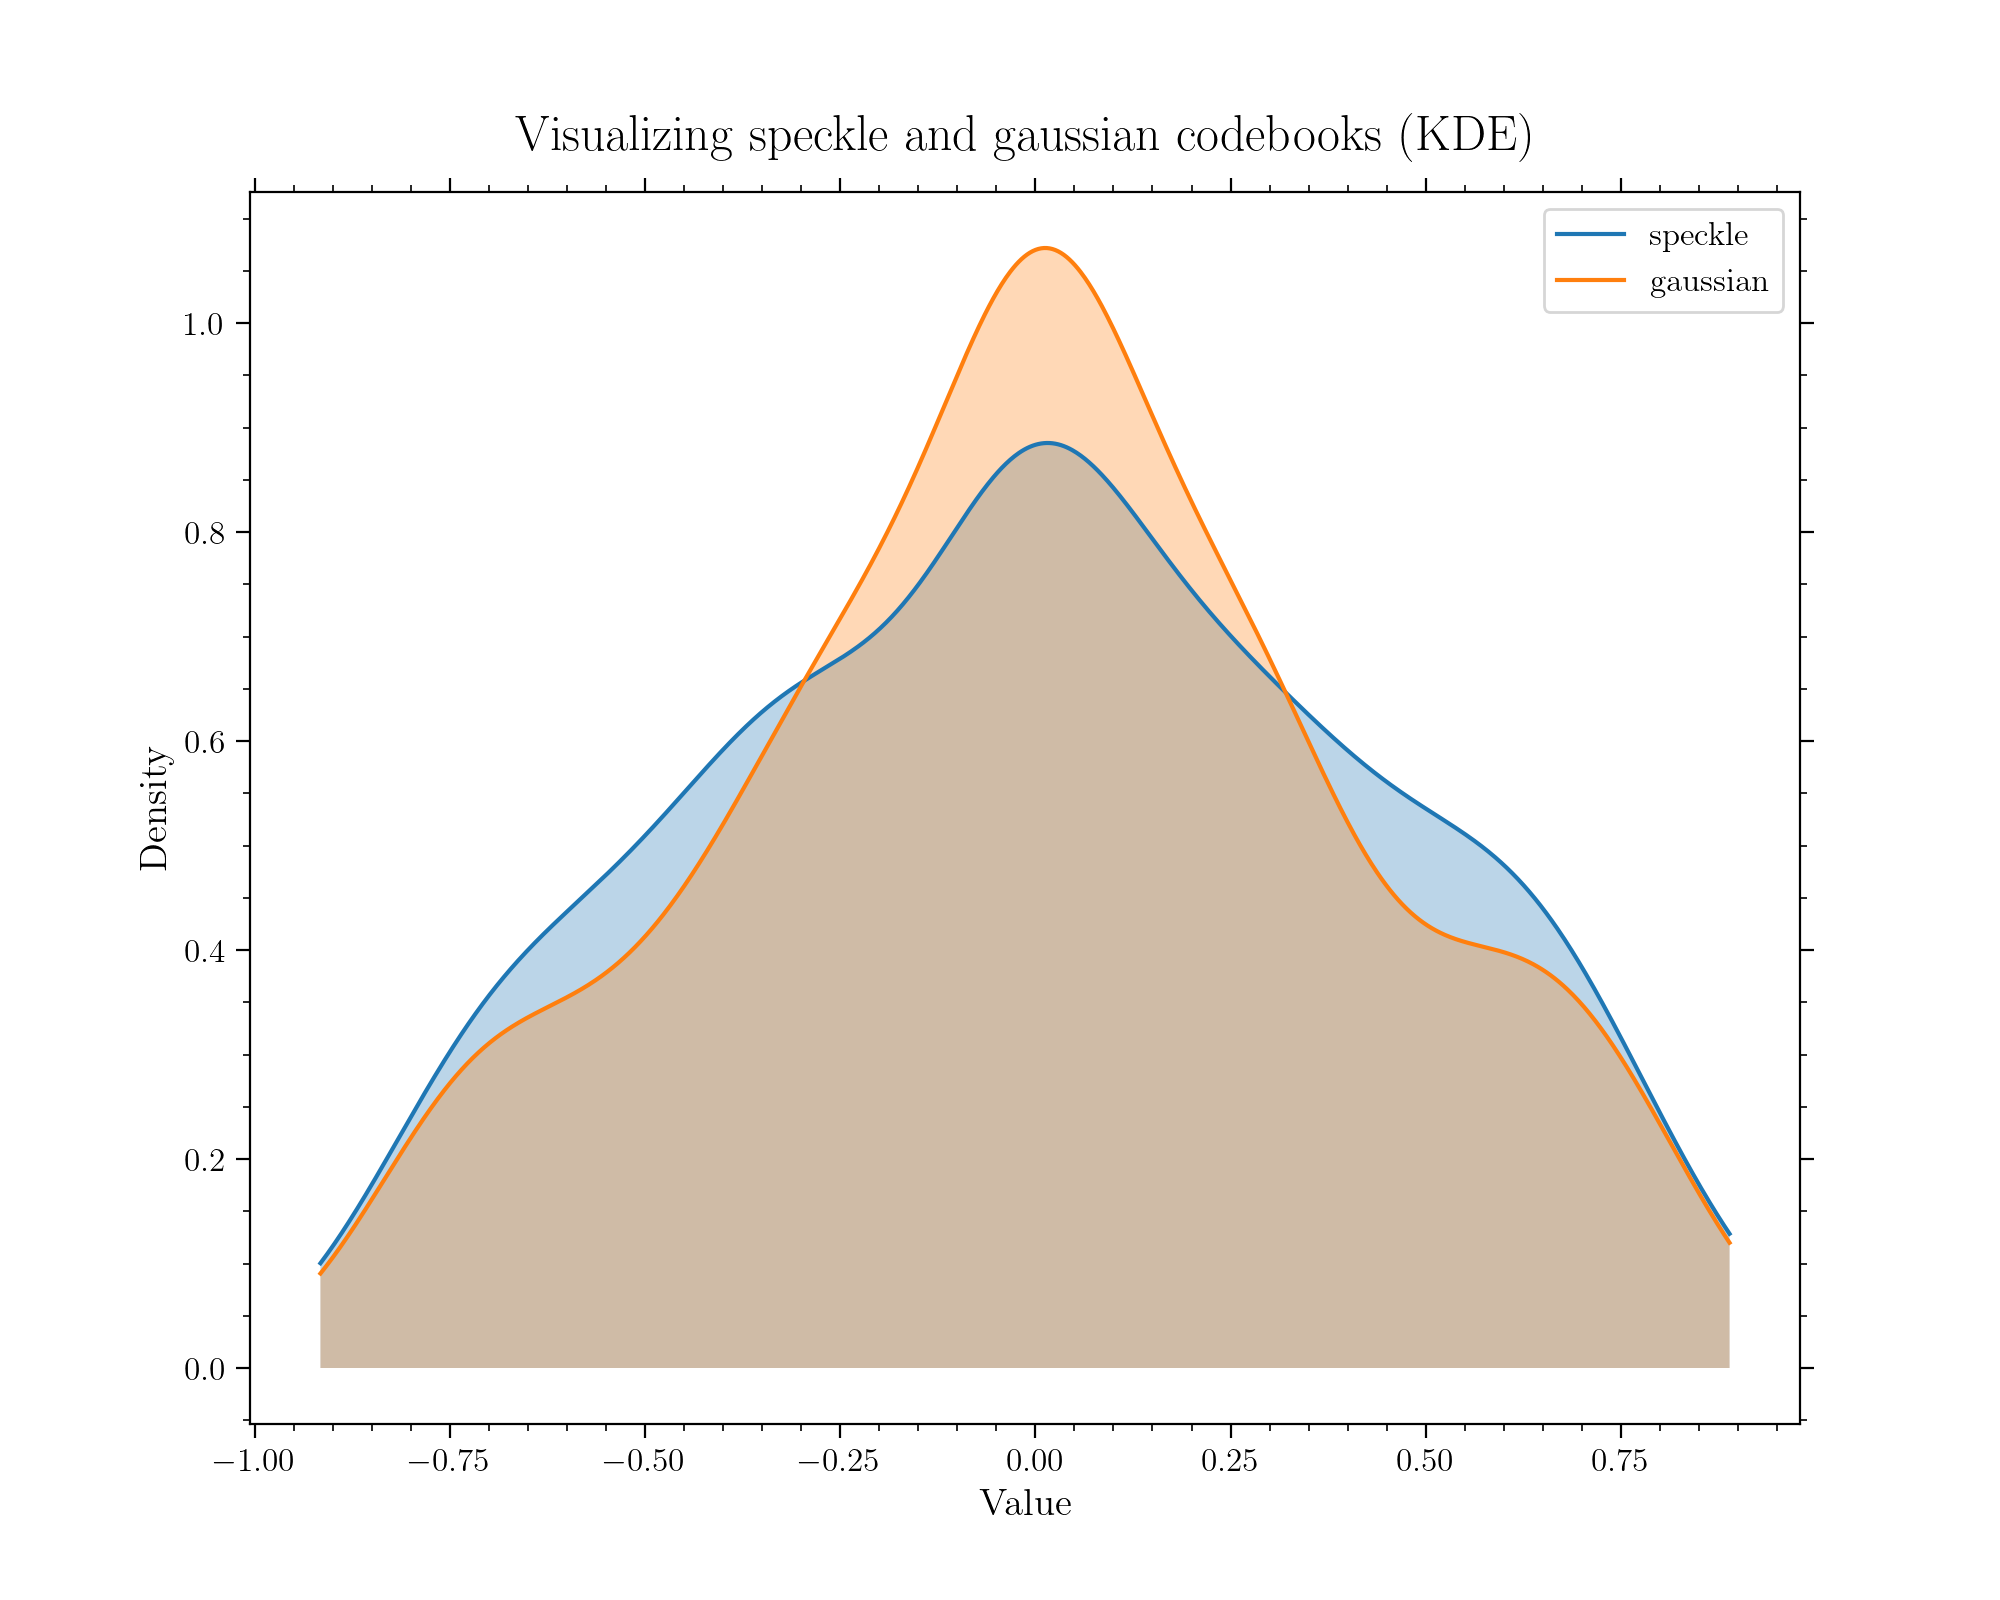 Visualizing speckle and gaussian codebooks (KDE)
speckle
gaussian
1.0
0.8
0.6
0.4
0.2
0.0
Density
−1.00 −0.75 −0.50 −0.25 0.00 0.25 0.50 0.75
Value